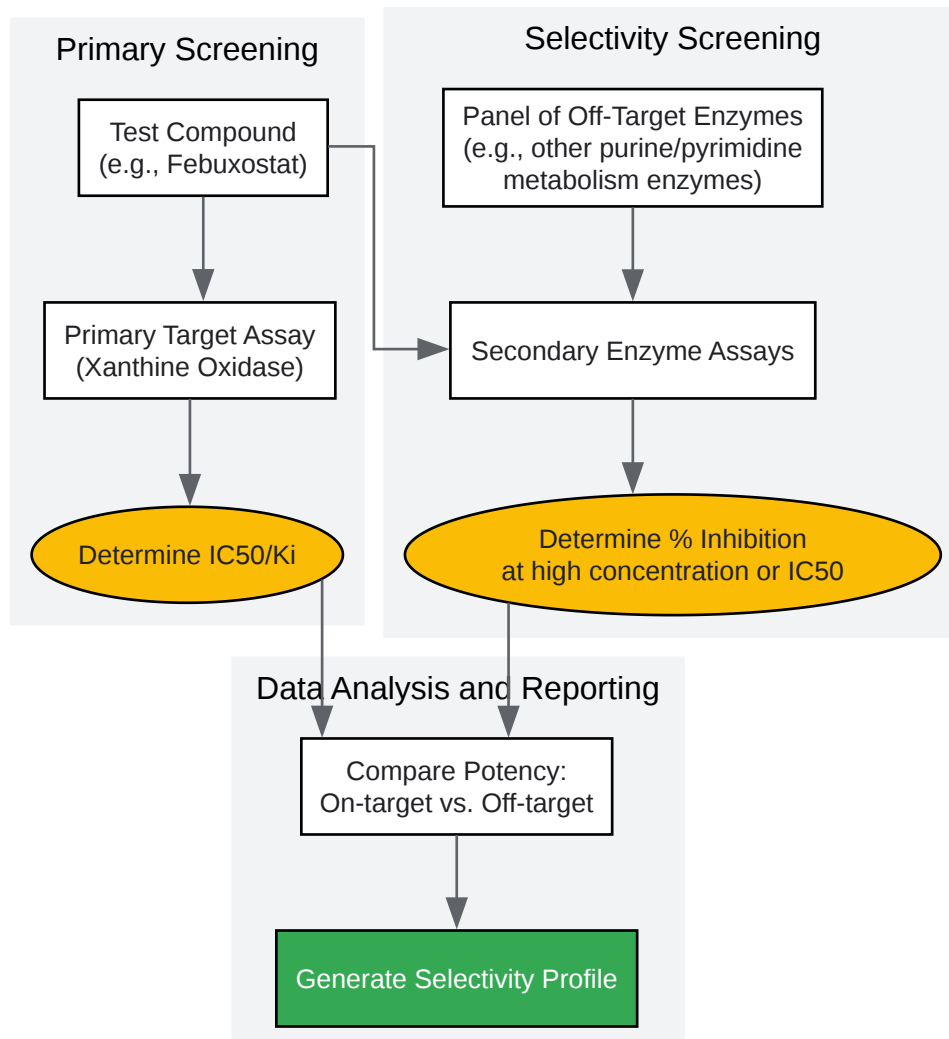 Primary Screening
Test Compound
(e.g., Febuxostat)
Primary Target Assay
(Xanthine Oxidase)
Determine IC50/Ki
Selectivity Screening
Panel of Off-Target Enzymes
(e.g., other purine/pyrimidine
metabolism enzymes)
Secondary Enzyme Assays
Determine % Inhibition
at high concentration or IC50
Data Analysis and Reporting
Compare Potency:
On-target vs. Off-target
Generate Selectivity Profile